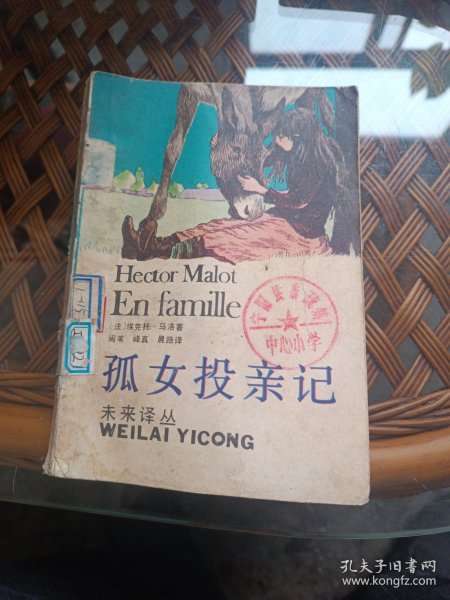 Hector Malot
En famille
〔法〕埃克托·马洛著
峰真 晨路译
孤女投亲记
未来译丛
WEILAI YICONG
中心小学
孔夫子旧书网
www.kongfz.com